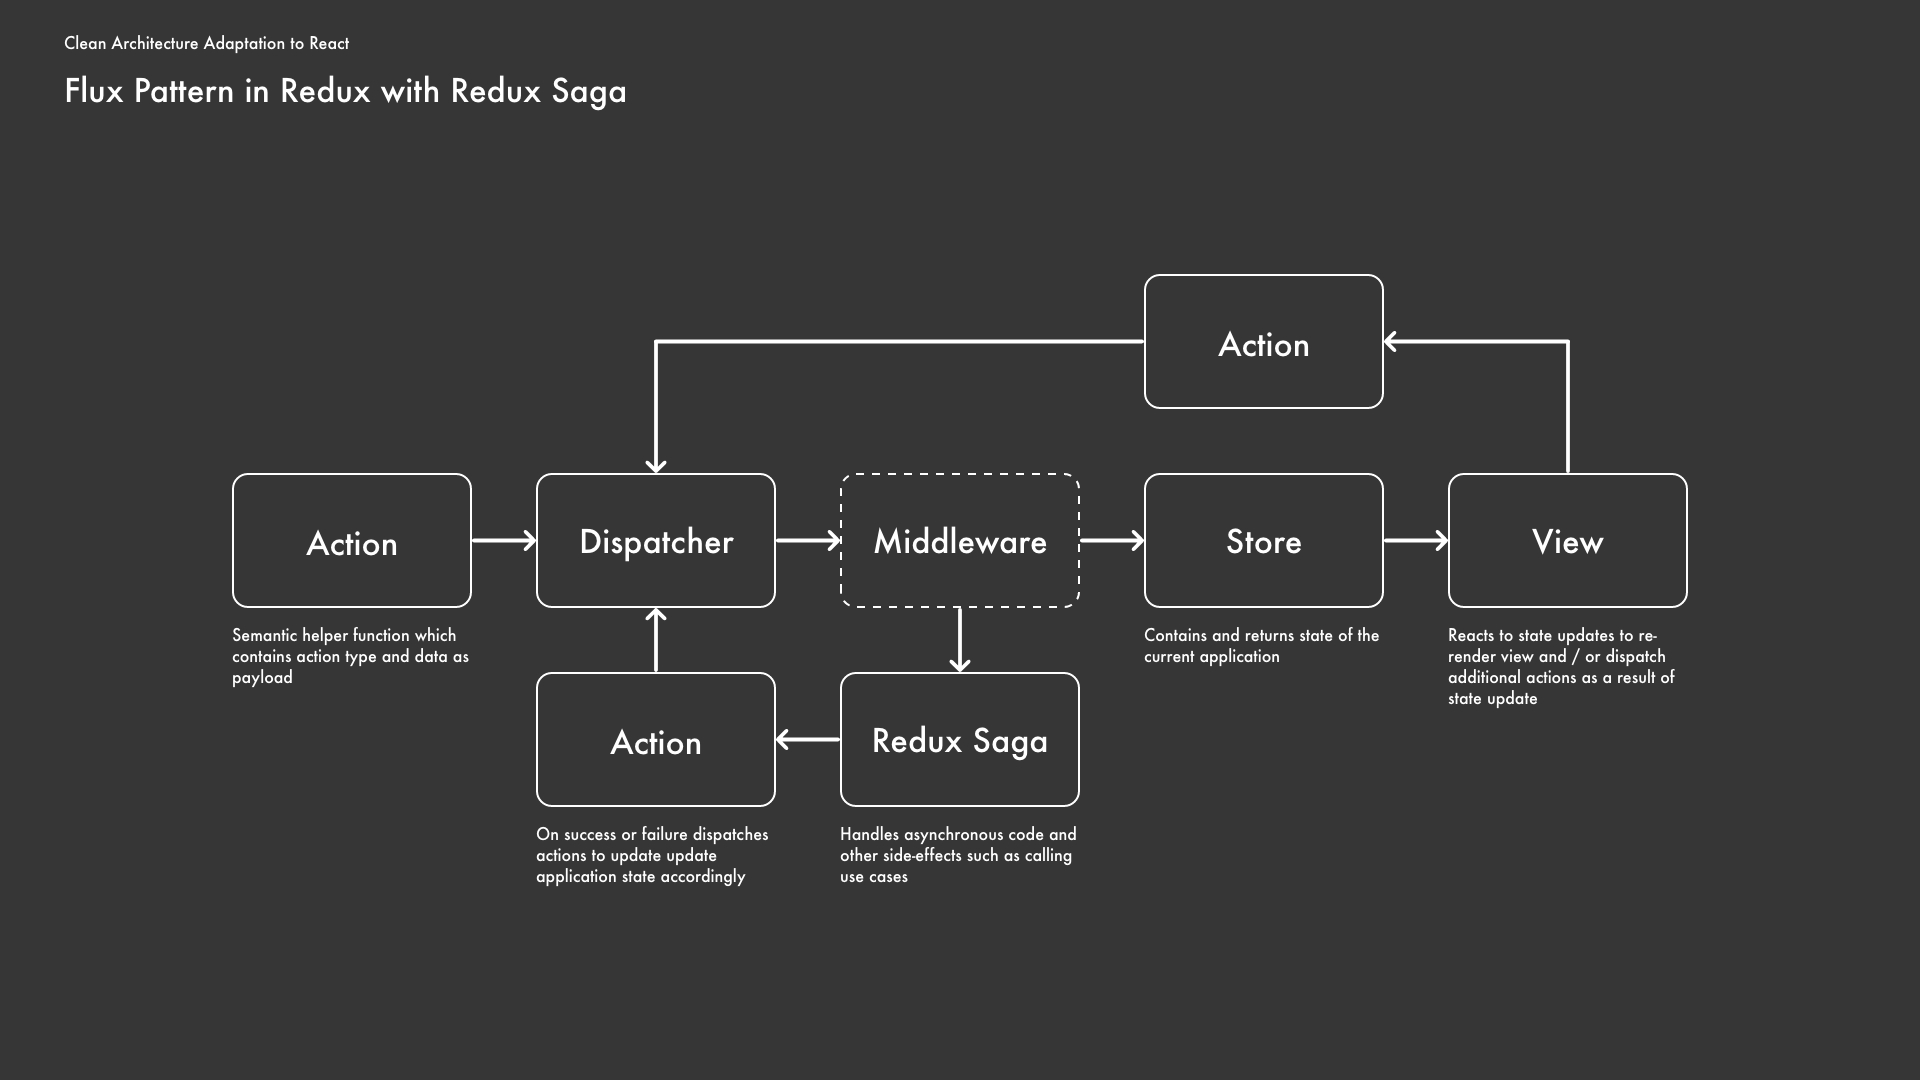 Clean Architecture Adaptation to React
Flux Pattern in Redux with Redux Saga
Action
Action
Dispatcher
Middleware
Store
View
Semantic helper function which
contains action type and data as
payload
Contains and returns state of the
current application
Reacts to state updates to re-
render view and / or dispatch
additional actions as a result of
state update
Action
Redux Saga
On success or failure dispatches
actions to update update
application state accordingly
Handles asynchronous code and
other side-effects such as calling
use cases